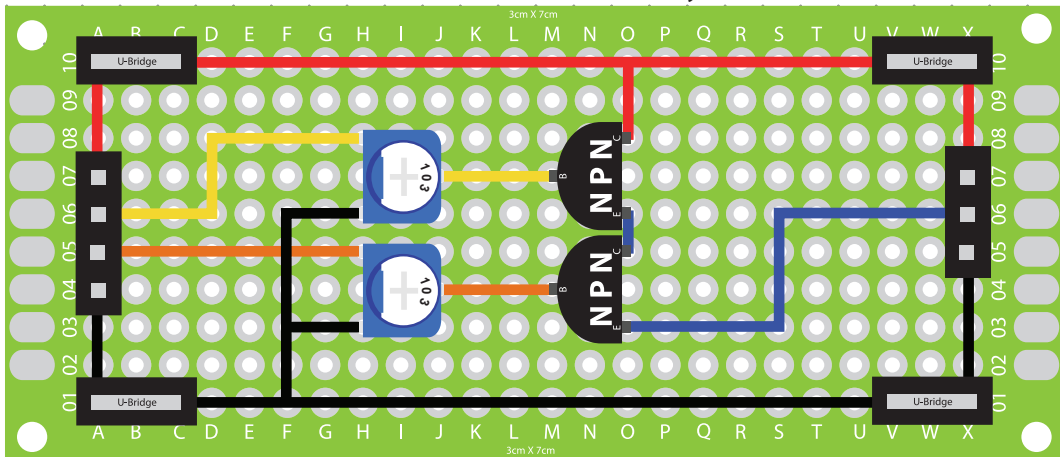 3cm X 7cm
A B C D E F G H I J K L M N O P Q R S T U V W X
10 U-Bridge U-Bridge 10
09 09
08 C 08
07 103 B NPN 07
06 E 06
05 C 05
04 103 B NPN 04
03 E 03
02 02
01 U-Bridge U-Bridge 01
A B C D E F G H I J K L M N O P Q R S T U V W X
3cm X 7cm